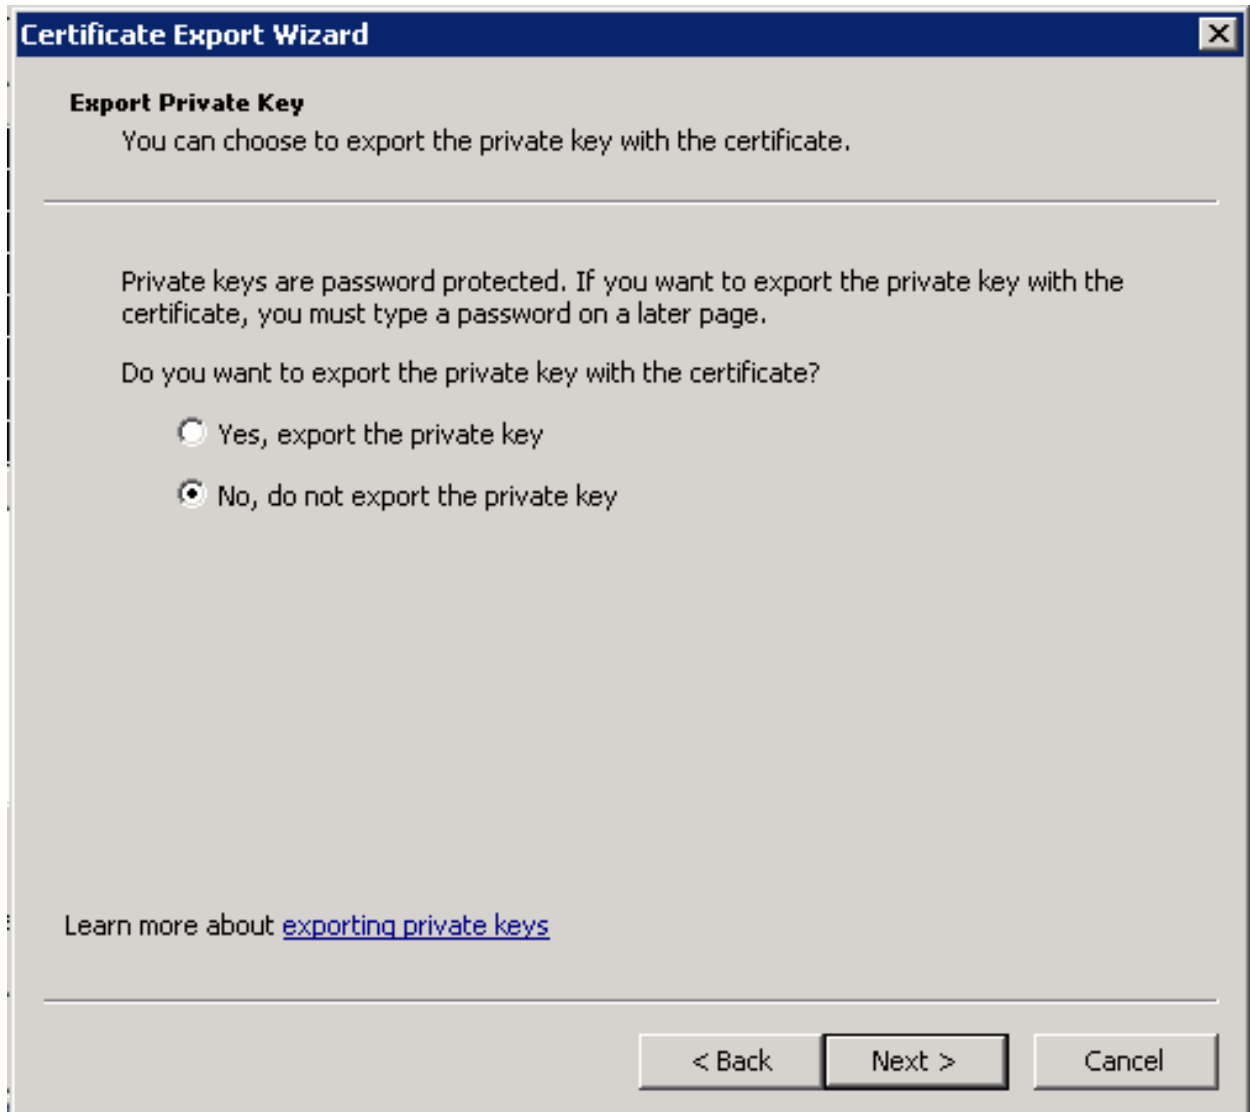 Certificate Export Wizard
Export Private Key
You can choose to export the private key with the certificate.
Private keys are password protected. If you want to export the private key with the
certificate, you must type a password on a later page.
Do you want to export the private key with the certificate?
Yes, export the private key
No, do not export the private key
Learn more about exporting private keys
< Back Next > Cancel